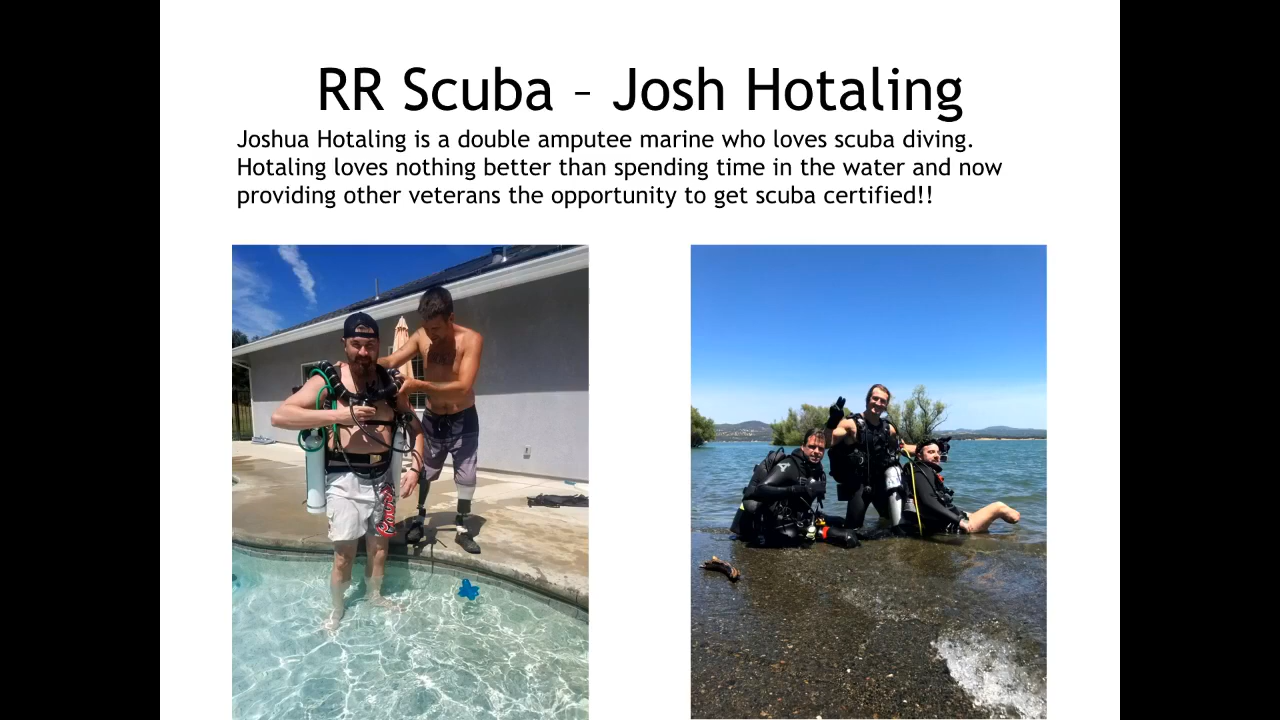 RR Scuba – Josh Hotaling
Joshua Hotaling is a double amputee marine who loves scuba diving.
Hotaling loves nothing better than spending time in the water and now
providing other veterans the opportunity to get scuba certified!!